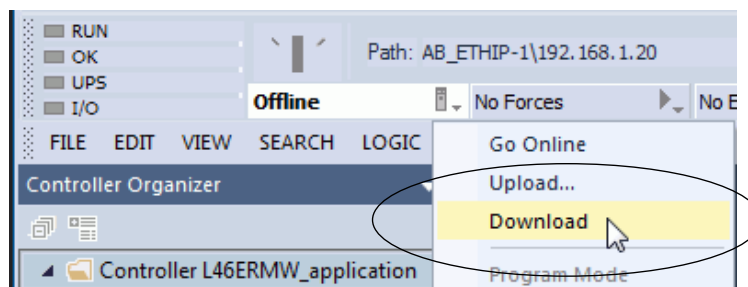 RUN
OK
UPS
I/O
Path: AB_ETHIP-1\192.168.1.20
Offline
No Forces
No E
FILE EDIT VIEW SEARCH LOGIC
Controller Organizer
Go Online
Upload...
Download
Program Mode
Controller L46ERMW_application